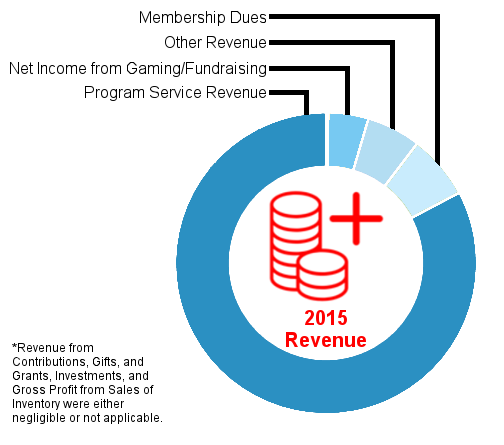 Membership Dues
Other Revenue
Net Income from Gaming/Fundraising
Program Service Revenue
2015
Revenue
*Revenue from
Contributions, Gifts, and
Grants, Investments, and
Gross Profit from Sales of
Inventory were either
negligible or not applicable.